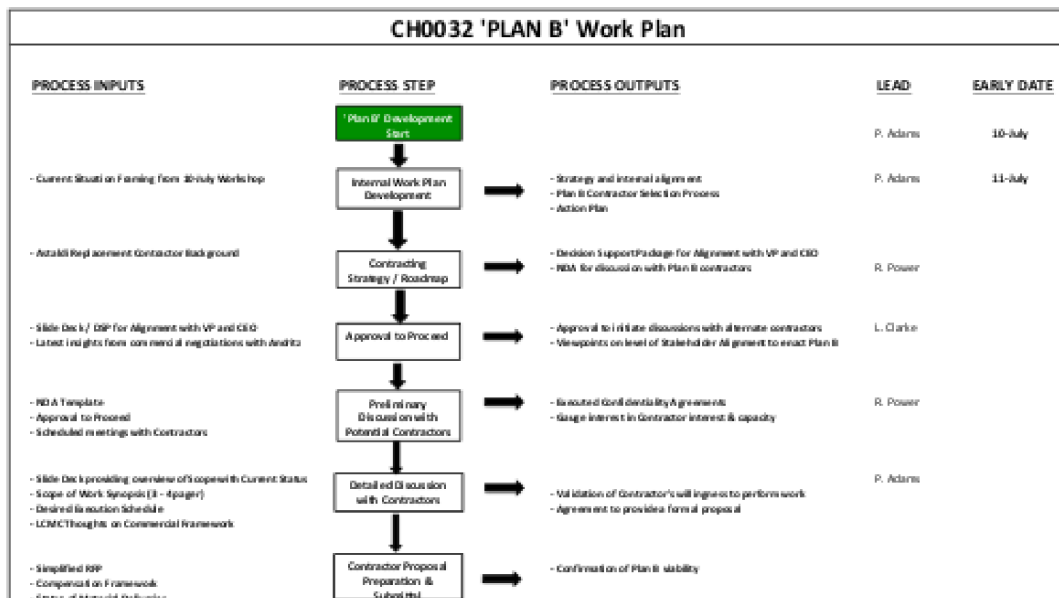 CH0032 'PLAN B' Work Plan
PROCESS INPUTS PROCESS STEP PROCESS OUTPUTS LEAD EARLY DATE
'Plan B' Development
Start
P. Adams 10-July
- Current Situation Framing from 10-July Workshop
Internal Work Plan
Development
- Strategy and internal alignment
- Plan B Contractor Selection Process
- Action Plan
P. Adams 11-July
- Astaldi Replacement Contractor Background
Contracting
Strategy / Roadmap
- Decision Support Package for Alignment with VP and CEO
- NDA for discussion with Plan B contractors
R. Power
- Slide Deck / DSP for Alignment with VP and CEO
- Latest insights from commercial negotiations with Andritz
Approval to Proceed
- Approval to initiate discussions with alternate contractors
- Viewpoints on level of Stakeholder Alignment to enact Plan B
L. Clarke
- NDA Template
- Approval to Proceed
- Scheduled meetings with Contractors
Preliminary
Discussion with
Potential Contractors
- Executed Confidentiality Agreements
- Gauge interest in Contractor interest & capacity
R. Power
- Slide Deck providing overview of Scope with Current Status
- Scope of Work Synopsis (3 - 4 pager)
- Desired Execution Schedule
- LCMC Thoughts on Commercial Framework
Detailed Discussion
with Contractors
- Validation of Contractor's willingness to perform work
- Agreement to provide a formal proposal
P. Adams
- Simplified RFP
- Compensation Framework
- Status of Material Deliveries
Contractor Proposal
Preparation &
Submittal
- Confirmation of Plan B viability